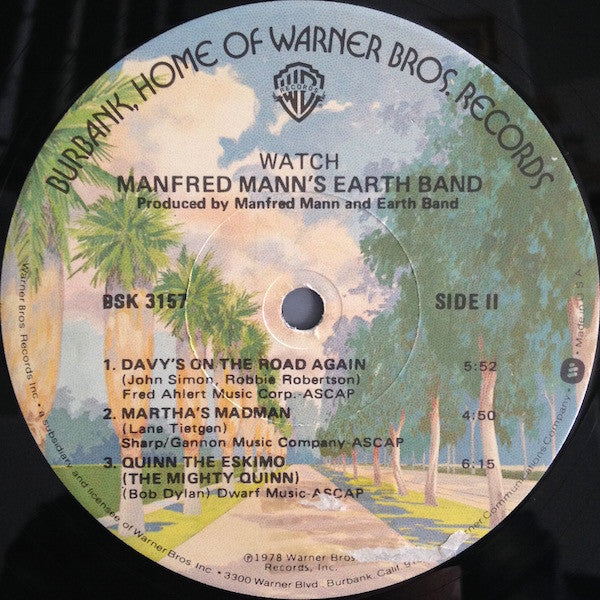 BURBANK, HOME OF WARNER BROS. RECORDS
WB
RECORDS
WATCH
MANFRED MANN'S EARTH BAND
Produced by Manfred Mann and Earth Band
BSK 3157
SIDE II
1. DAVY'S ON THE ROAD AGAIN 5:52
(John Simon, Robbie Robertson)
Fred Ahlert Music Corp.-ASCAP
2. MARTHA'S MADMAN 4:50
(Lane Tietgen)
Sharp/Gannon Music Company-ASCAP
3. QUINN THE ESKIMO 6:15
(THE MIGHTY QUINN)
(Bob Dylan) Dwarf Music-ASCAP
℗1978 Warner Bros.
Records, Inc.
Warner Bros. Records Inc. • a subsidiary and licensee of Warner Bros. Inc. • 3300 Warner Blvd., Burbank, Calif. Warner Communications Company • Made in U.S.A.